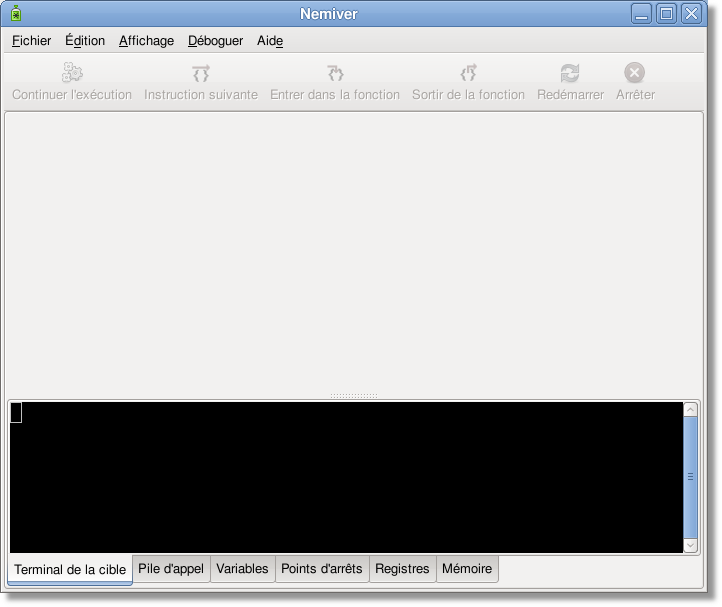 Nemiver
Fichier Édition Affichage Déboguer Aide
Continuer l'exécution Instruction suivante Entrer dans la fonction Sortir de la fonction Redémarrer Arrêter
Terminal de la cible Pile d'appel Variables Points d'arrêts Registres Mémoire